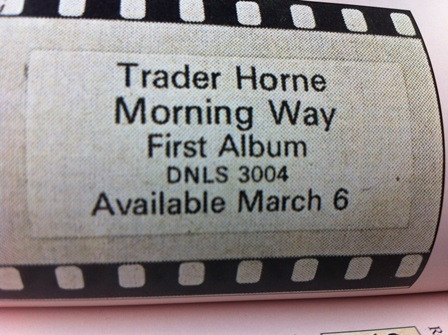 Trader Horne
Morning Way
First Album
DNLS 3004
Available March 6